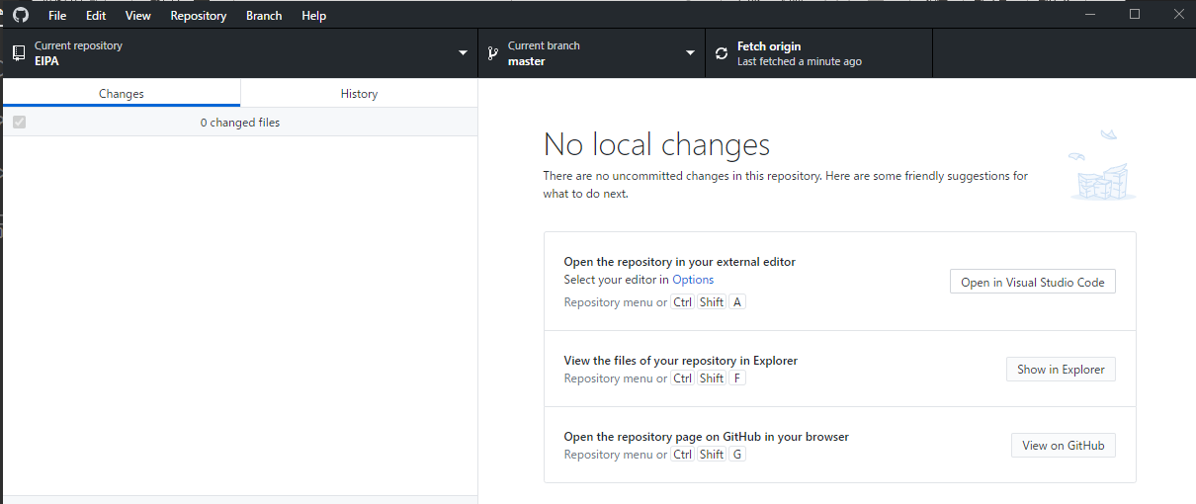 File Edit View Repository Branch Help
Current repository
EIPA
Current branch
master
Fetch origin
Last fetched a minute ago
Changes
History
0 changed files
No local changes
There are no uncommitted changes in this repository. Here are some friendly suggestions for
what to do next.
Open the repository in your external editor
Select your editor in Options
Repository menu or Ctrl Shift A
Open in Visual Studio Code
View the files of your repository in Explorer
Repository menu or Ctrl Shift F
Show in Explorer
Open the repository page on GitHub in your browser
Repository menu or Ctrl Shift G
View on GitHub